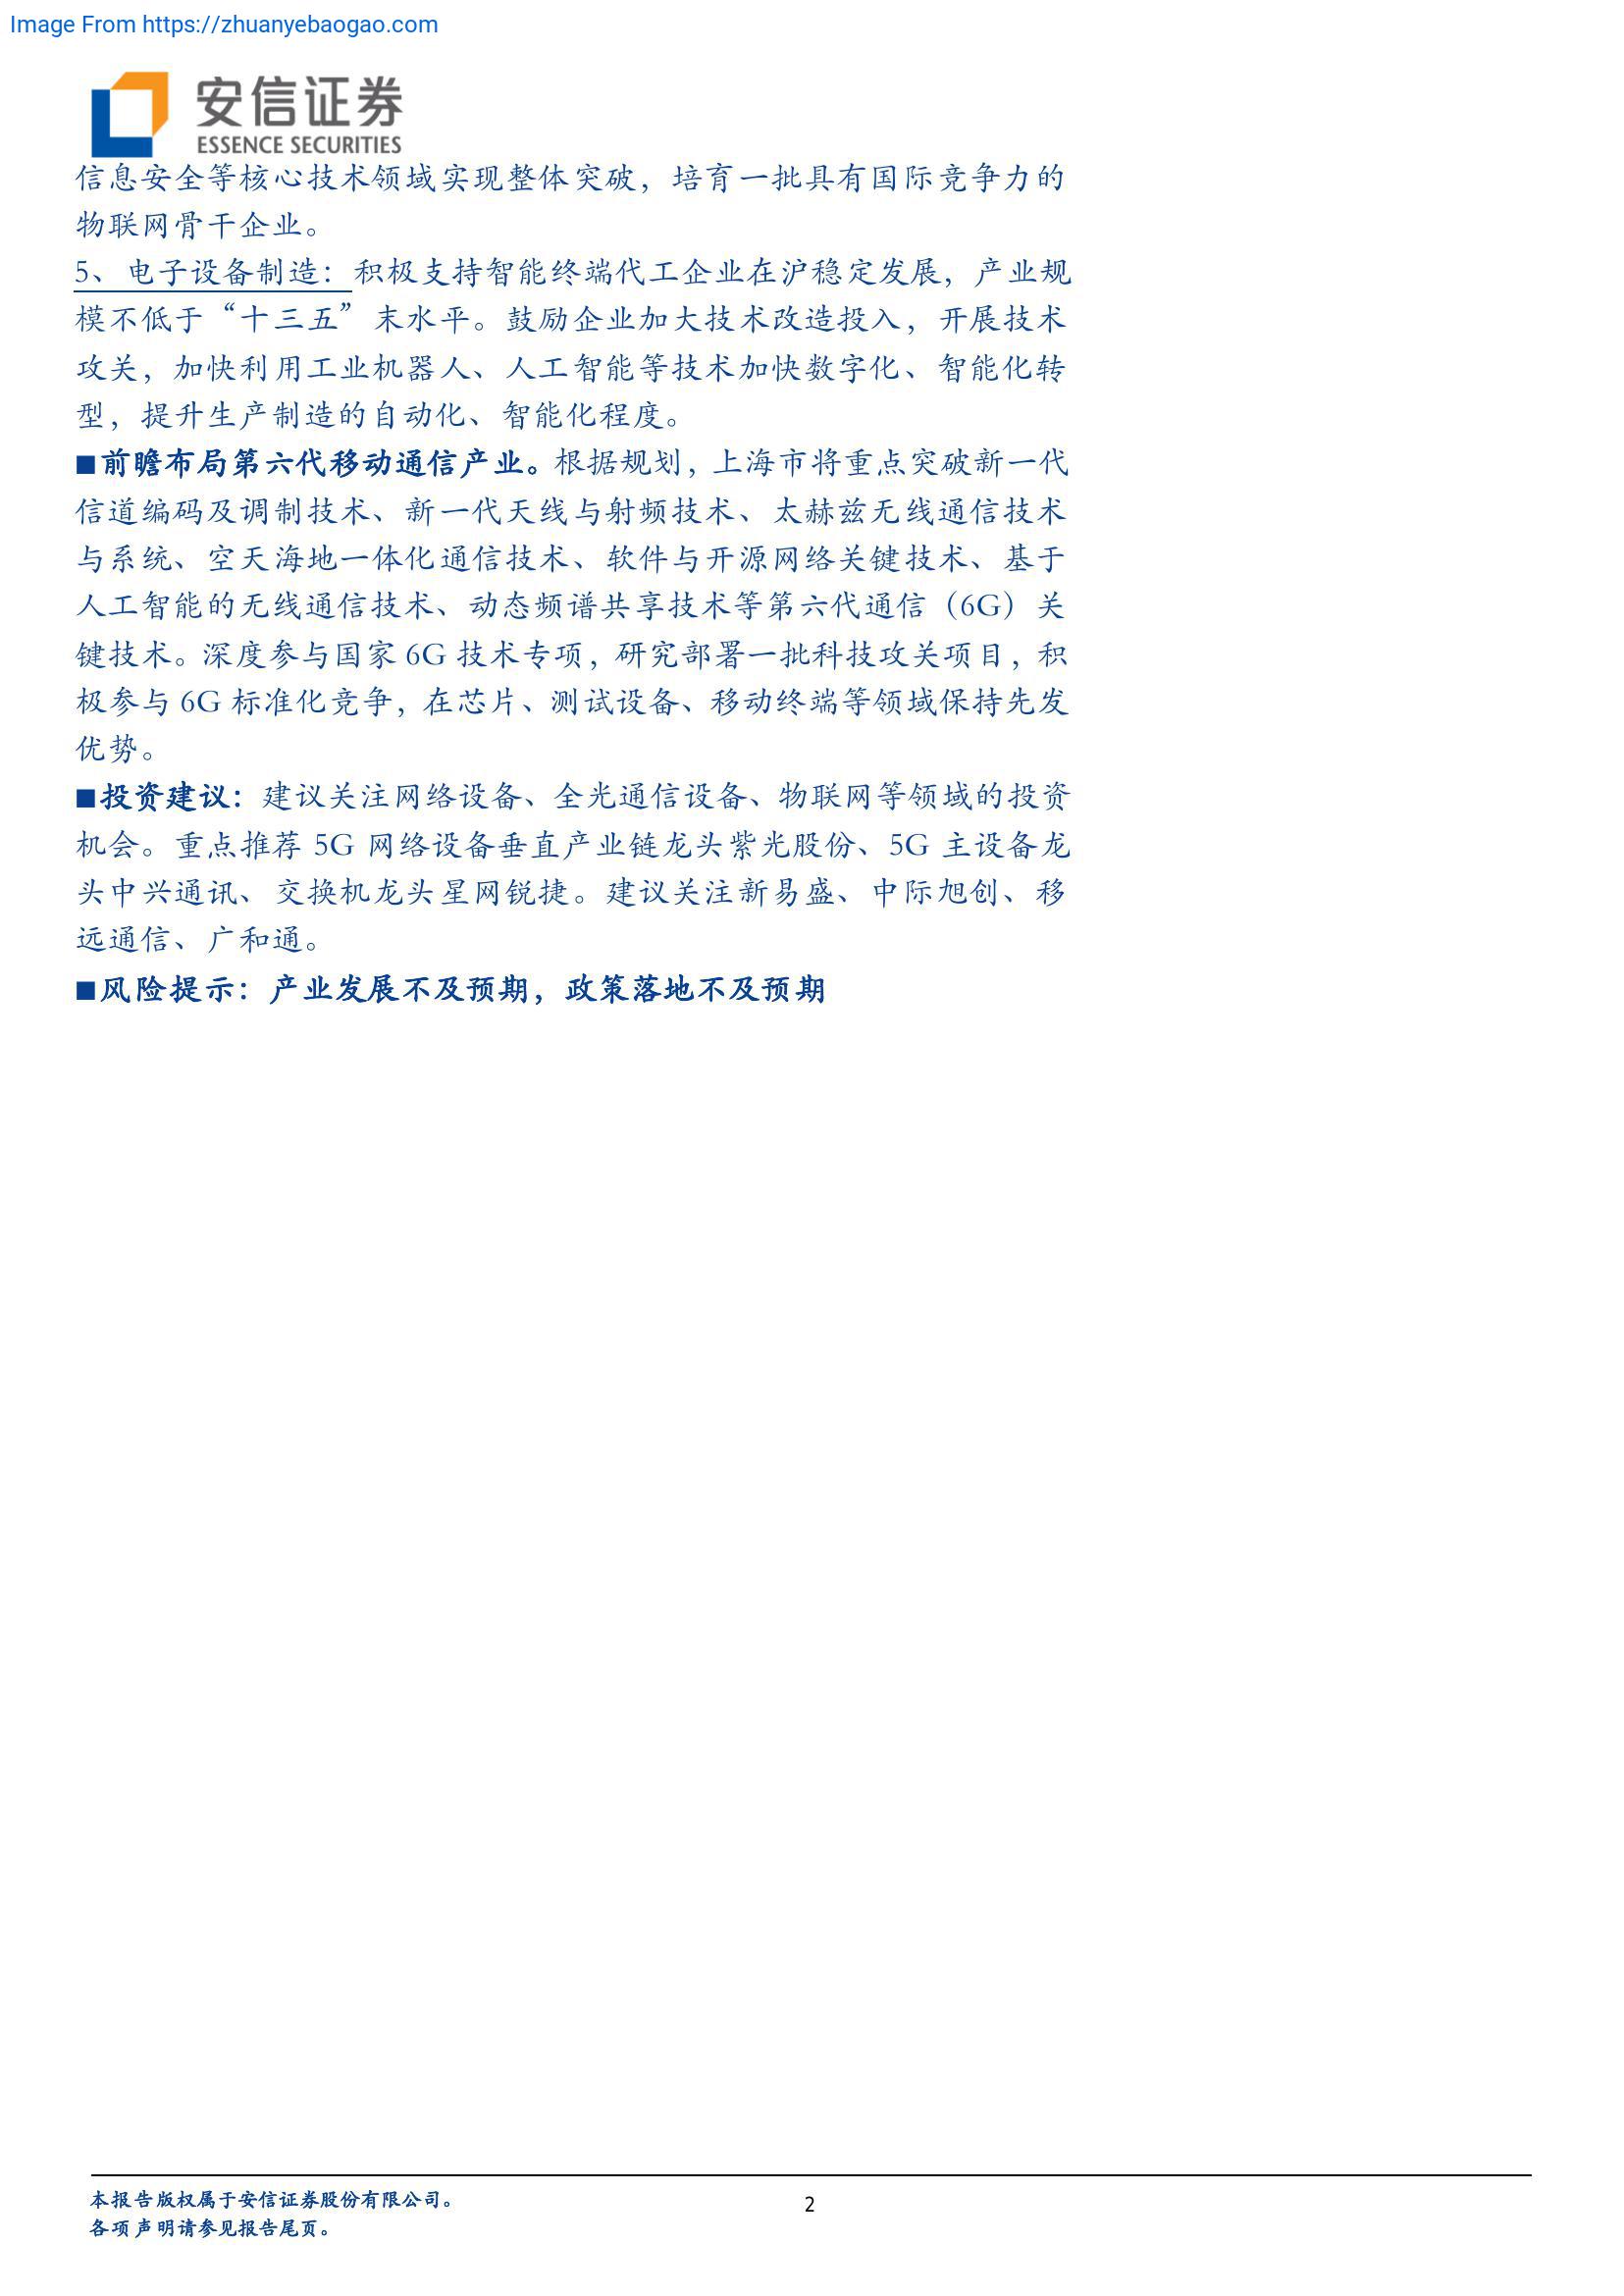 Image From https://zhuanyebaogao.com
安信证券
ESSENCE SECURITIES
信息安全等核心技术领域实现整体突破，培育一批具有国际竞争力的
物联网骨干企业。
5、电子设备制造：积极支持智能终端代工企业在沪稳定发展，产业规
模不低于“十三五”末水平。鼓励企业加大技术改造投入，开展技术
攻关，加快利用工业机器人、人工智能等技术加快数字化、智能化转
型，提升生产制造的自动化、智能化程度。
■前瞻布局第六代移动通信产业。根据规划，上海市将重点突破新一代
信道编码及调制技术、新一代天线与射频技术、太赫兹无线通信技术
与系统、空天海地一体化通信技术、软件与开源网络关键技术、基于
人工智能的无线通信技术、动态频谱共享技术等第六代通信（6G）关
键技术。深度参与国家 6G 技术专项，研究部署一批科技攻关项目，积
极参与 6G 标准化竞争，在芯片、测试设备、移动终端等领域保持先发
优势。
■投资建议：建议关注网络设备、全光通信设备、物联网等领域的投资
机会。重点推荐 5G 网络设备垂直产业链龙头紫光股份、5G 主设备龙
头中兴通讯、交换机龙头星网锐捷。建议关注新易盛、中际旭创、移
远通信、广和通。
■风险提示：产业发展不及预期，政策落地不及预期
本报告版权属于安信证券股份有限公司。
各项声明请参见报告尾页。
2